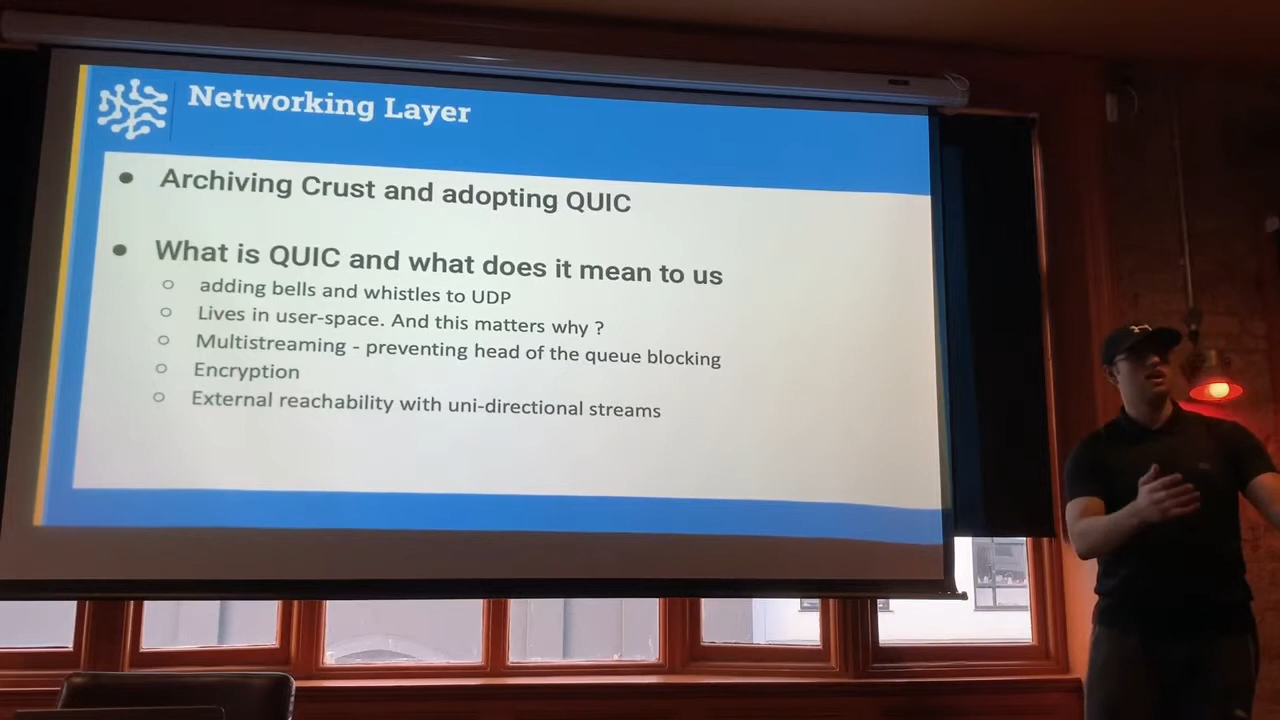 Networking Layer
Archiving Crust and adopting QUIC
What is QUIC and what does it mean to us
adding bells and whistles to UDP
Lives in user-space. And this matters why ?
Multistreaming - preventing head of the queue blocking
Encryption
External reachability with uni-directional streams